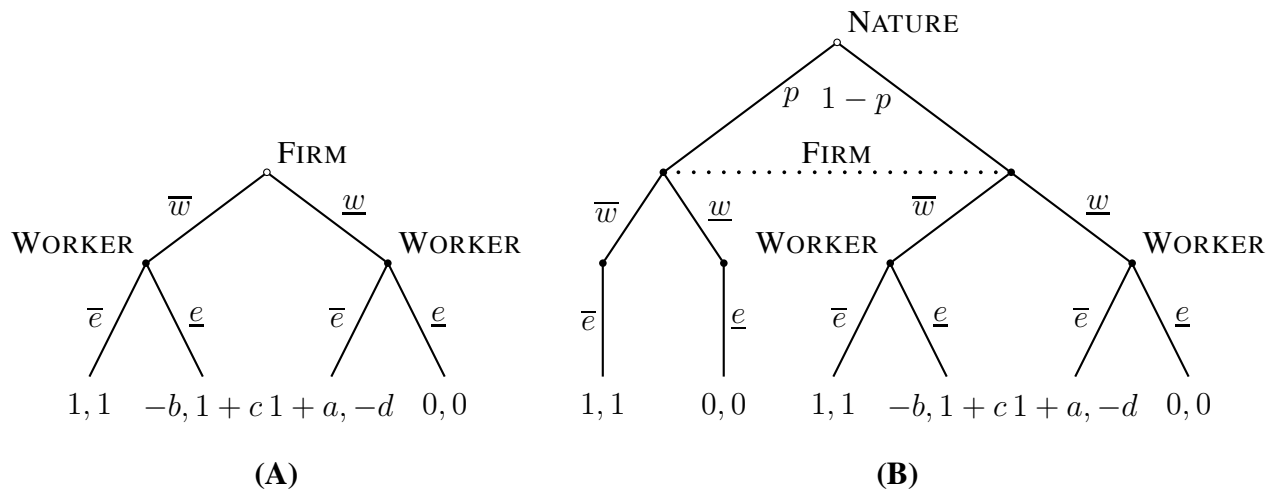 NATURE
p 1 − p
FIRM FIRM
w̅ w̲ w̅ w̲ w̅ w̲
WORKER WORKER WORKER WORKER
e̅ e̲ e̅ e̲ e̅ e̲ e̅ e̲ e̅ e̲
1, 1 −b, 1 + c 1 + a, −d 0, 0 1, 1 0, 0 1, 1 −b, 1 + c 1 + a, −d 0, 0
(A) (B)